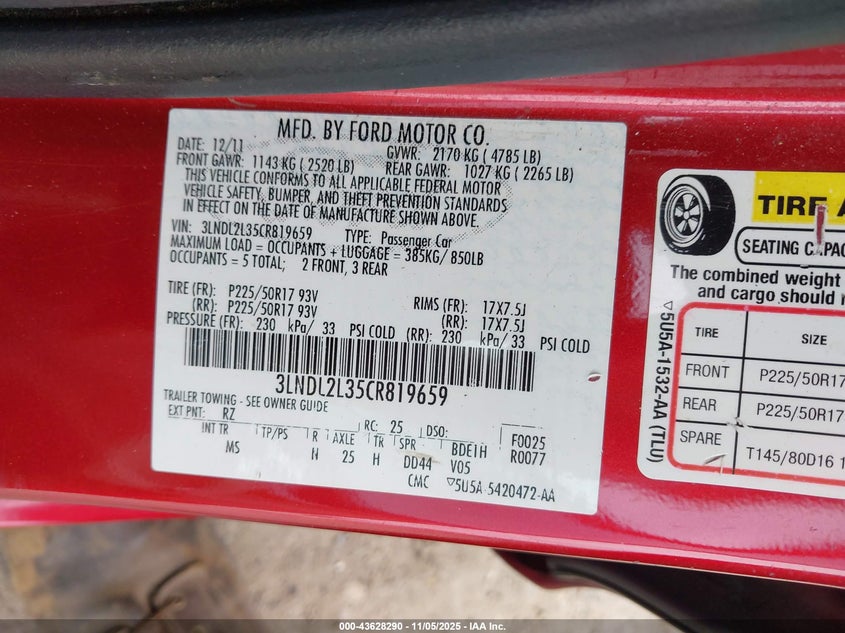 MFD. BY FORD MOTOR CO.
DATE: 12/11 GVWR: 2170 KG ( 4785 LB)
FRONT GAWR: 1143 KG ( 2520 LB) REAR GAWR: 1027 KG ( 2265 LB)
THIS VEHICLE CONFORMS TO ALL APPLICABLE FEDERAL MOTOR
VEHICLE SAFETY, BUMPER, AND THEFT PREVENTION STANDARDS
IN EFFECT ON THE DATE OF MANUFACTURE SHOWN ABOVE.
VIN: 3LNDL2L35CR819659 TYPE: Passenger Car
MAXIMUM LOAD = OCCUPANTS + LUGGAGE = 385KG/ 850LB
OCCUPANTS = 5 TOTAL; 2 FRONT, 3 REAR
TIRE (FR): P225/50R17 93V RIMS (FR): 17X7.5J
(RR): P225/50R17 93V (RR): 17X7.5J
PRESSURE (FR): 230 kPa/ 33 PSI COLD (RR): 230 kPa/ 33 PSI COLD
3LNDL2L35CR819659
TRAILER TOWING - SEE OWNER GUIDE
EXT PNT: RZ RC: 25 DSO: F0025
INT TR TP/PS R AXLE TR SPR BDE1H R0077
MS H 25 H DD44 V05
CMC ▽5U5A-5420472-AA
TIRE A
SEATING CAPAC
The combined weight
and cargo should n
▽5U5A-1532-AA (TLU)
TIRE SIZE
FRONT P225/50R17
REAR P225/50R17
SPARE T145/80D16 1
000-43628290 - 11/05/2025 - IAA Inc.